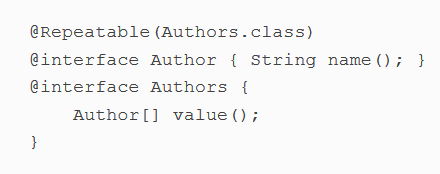 @Repeatable(Authors.class)
@interface Author { String name(); }
@interface Authors {
    Author[] value();
}